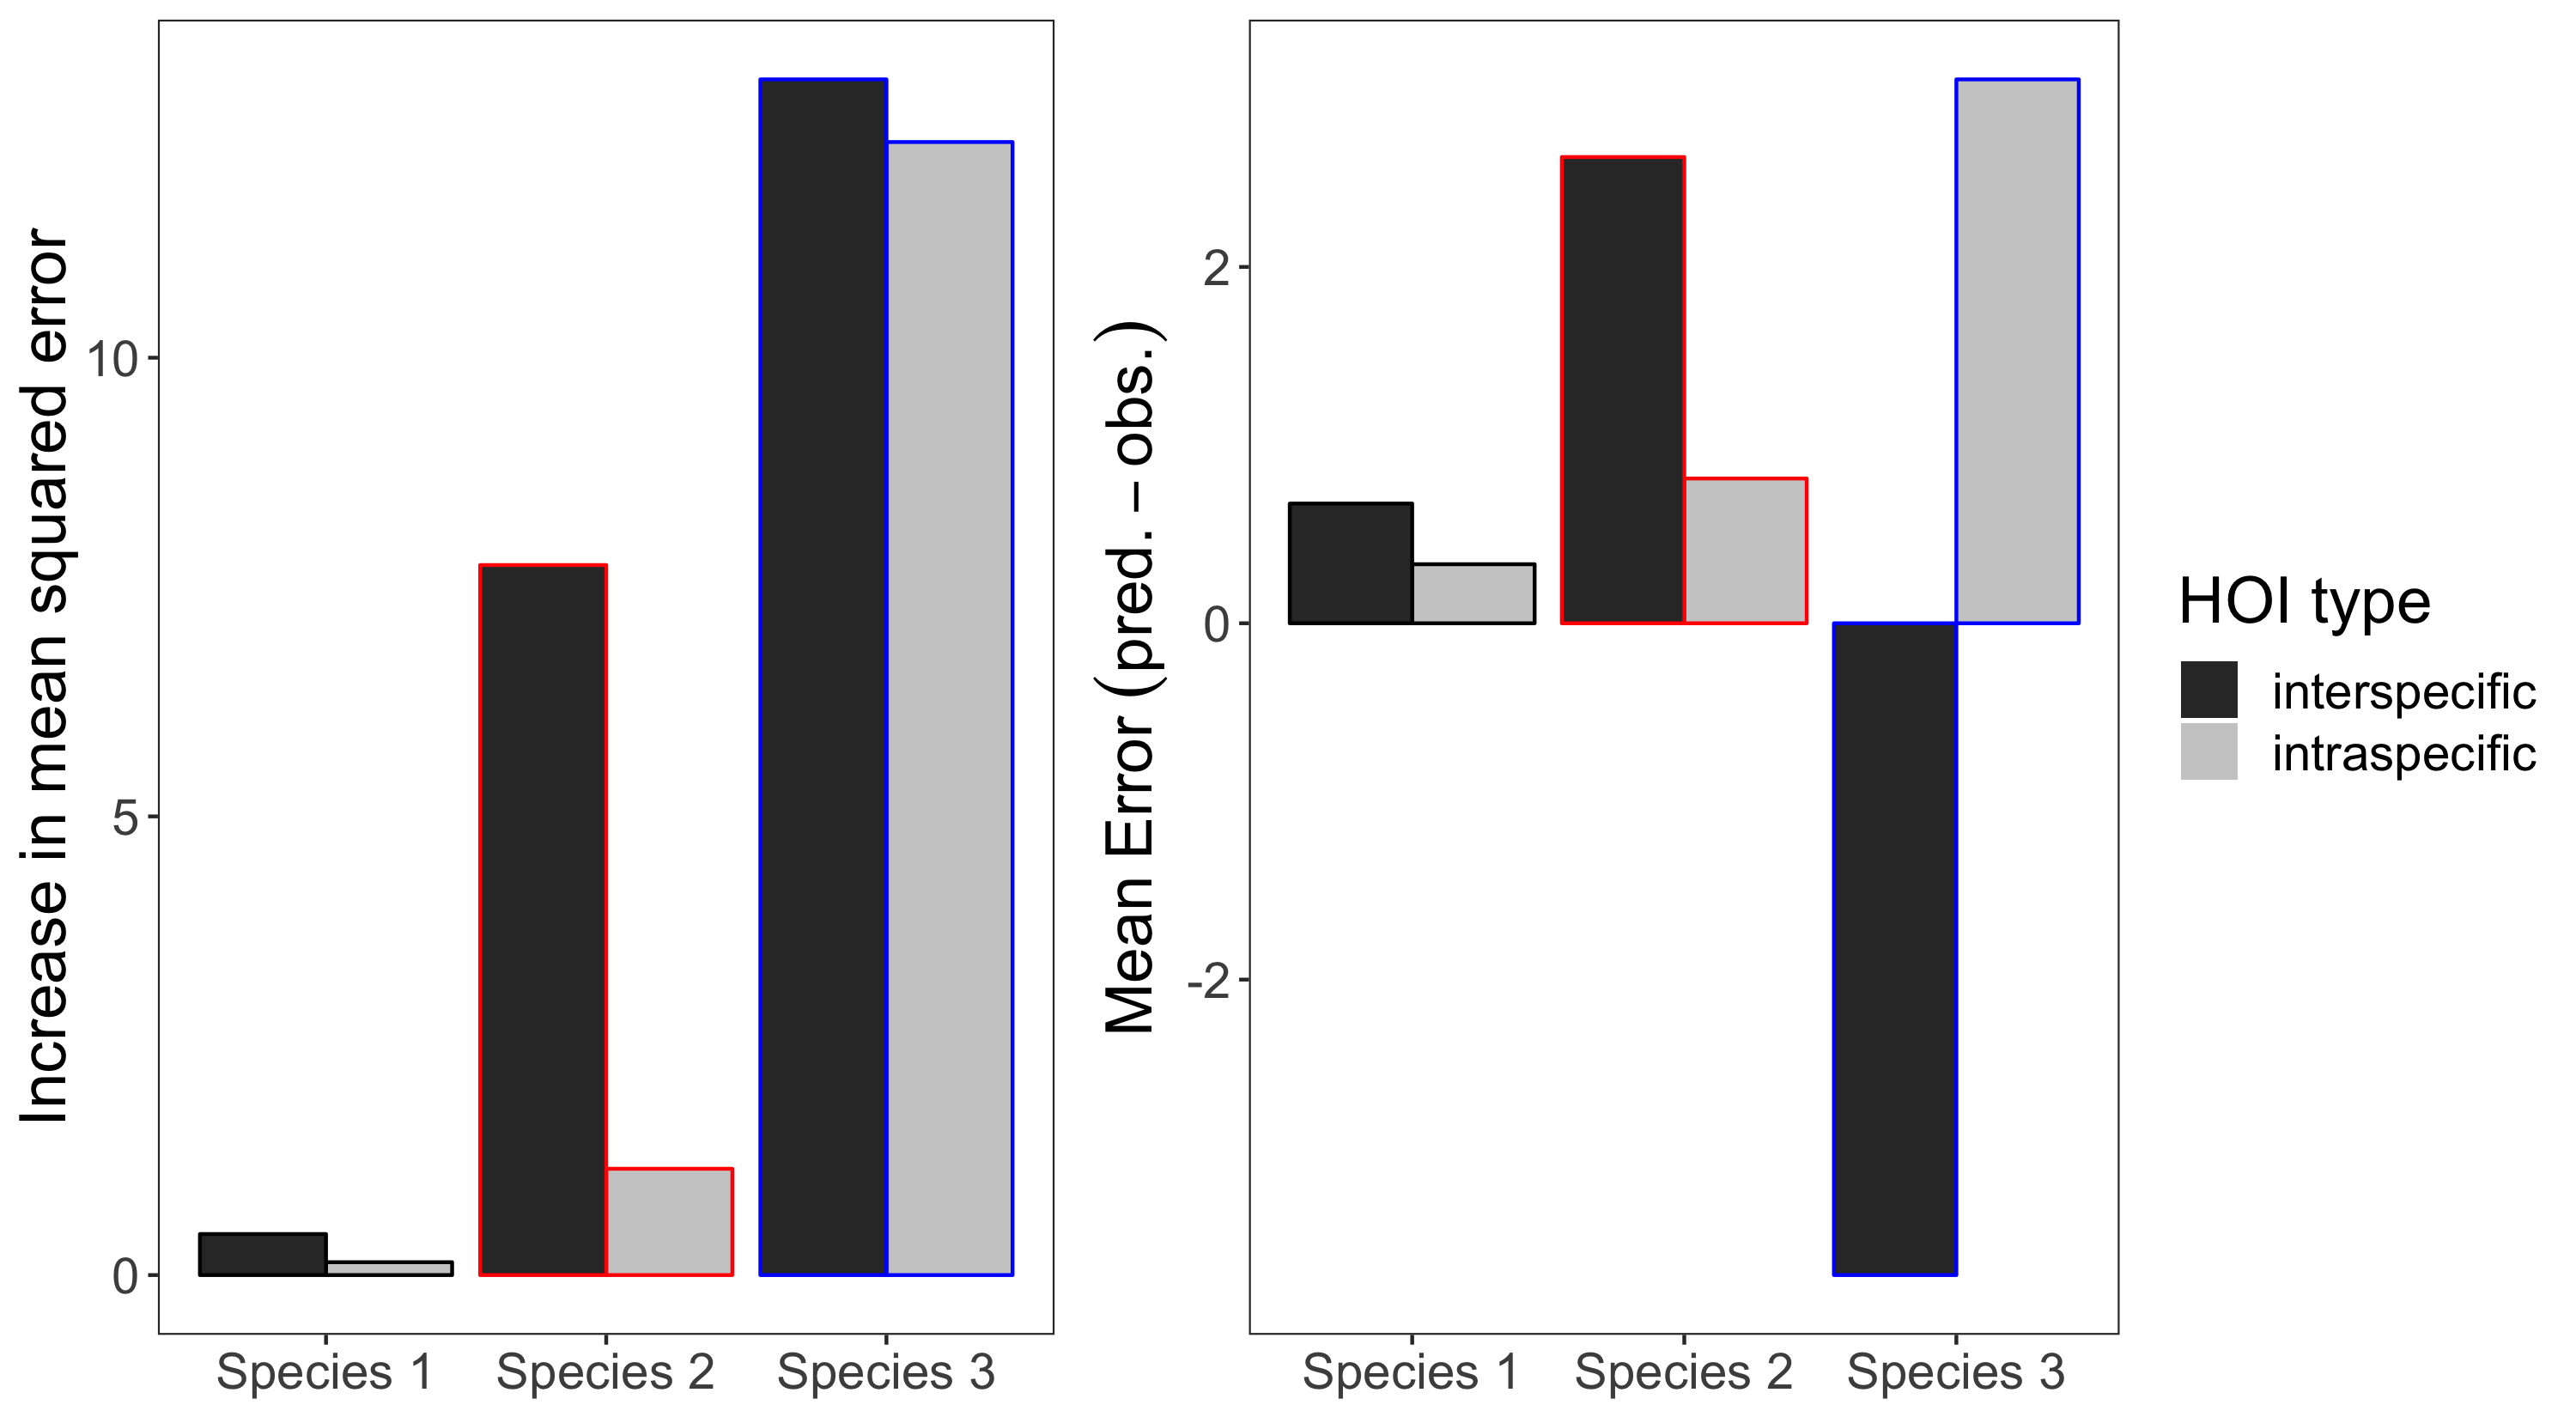 Increase in mean squared error
10
5
0
Species 1
Species 2
Species 3
Mean Error (pred. – obs.)
2
0
-2
Species 1
Species 2
Species 3
HOI type
interspecific
intraspecific